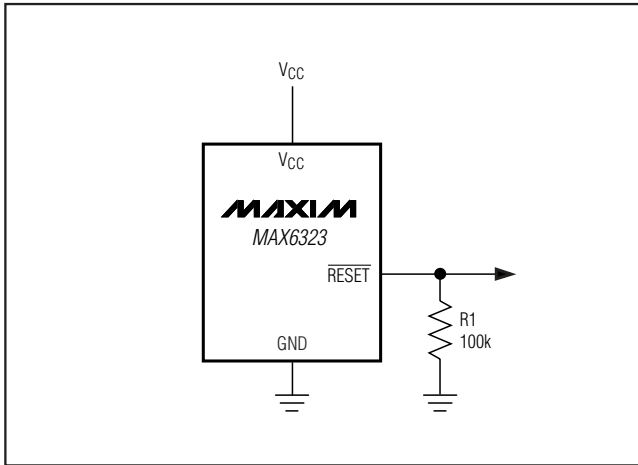 VCC
VCC
MAXIM
MAX6323
RESET
R1
100k
GND